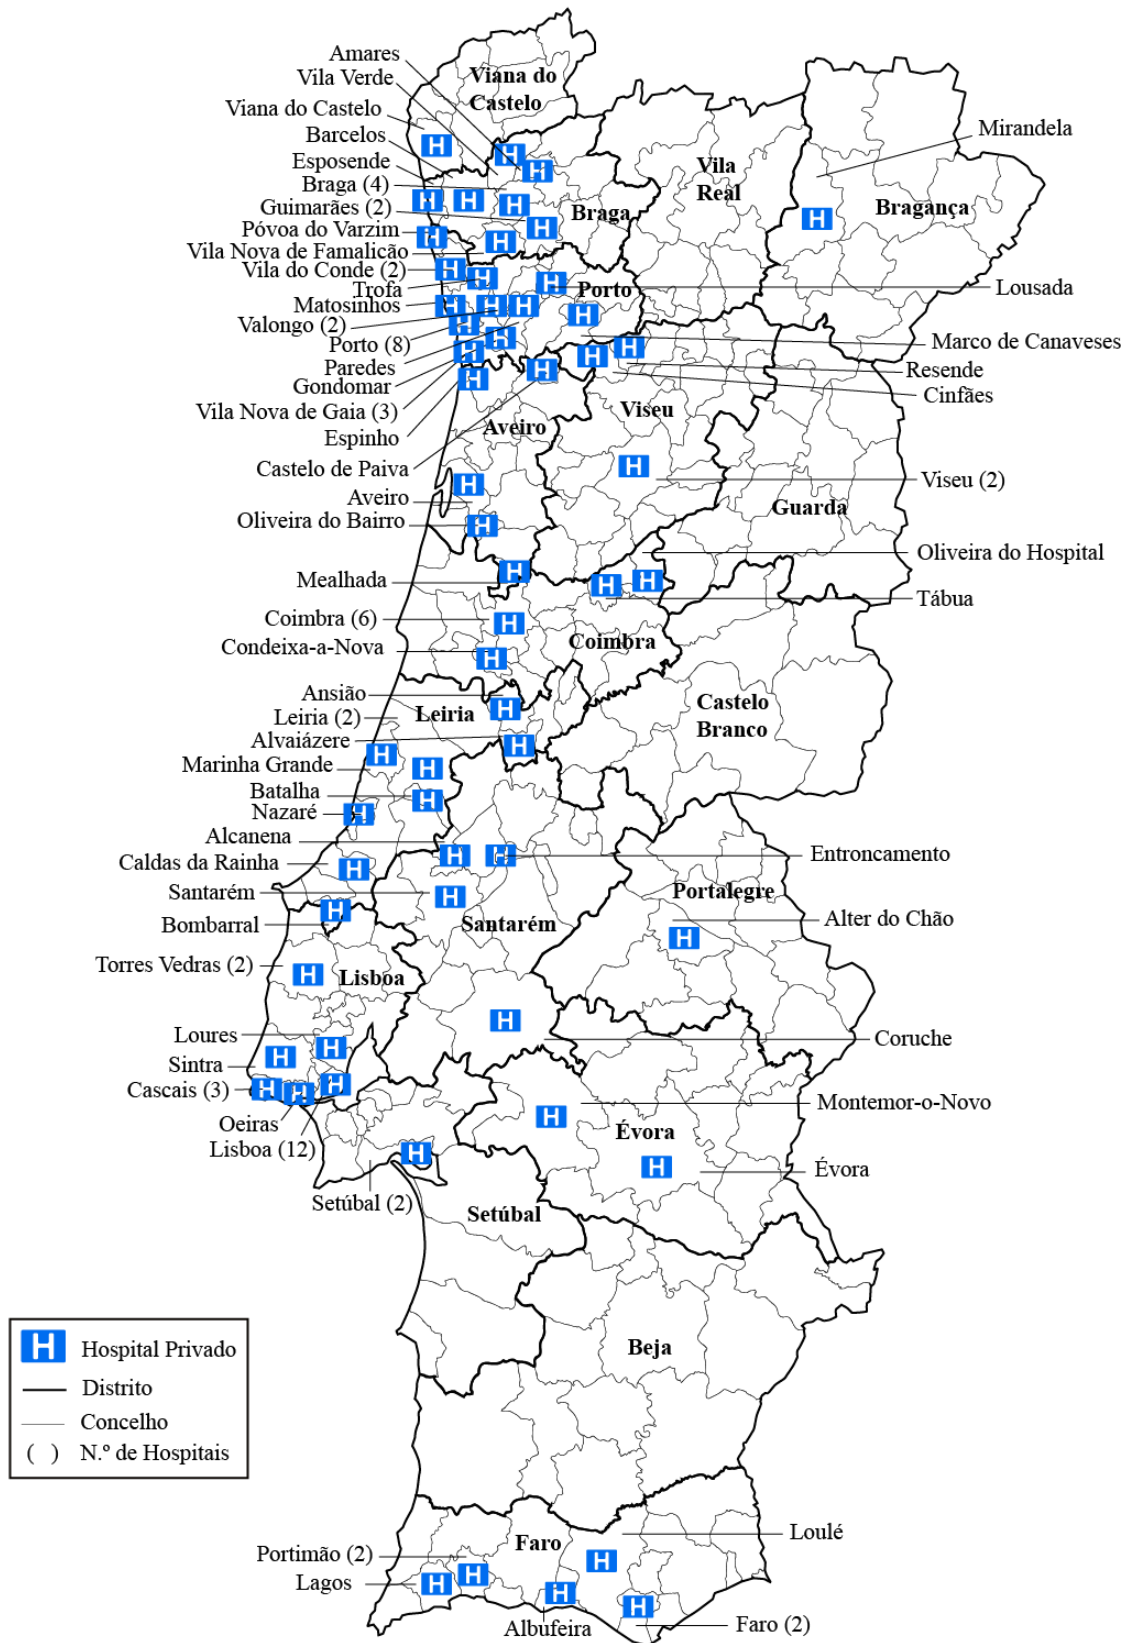 Amares
Vila Verde
Viana do Castelo
Barcelos
Esposende
Braga (4)
Guimarães (2)
Póvoa do Varzim
Vila Nova de Famalicão
Vila do Conde (2)
Trofa
Matosinhos
Valongo (2)
Porto (8)
Paredes
Gondomar
Vila Nova de Gaia (3)
Espinho
Castelo de Paiva
Aveiro
Oliveira do Bairro
Mealhada
Coimbra (6)
Condeixa-a-Nova
Ansião
Leiria (2)
Alvaiázere
Marinha Grande
Batalha
Nazaré
Alcanena
Caldas da Rainha
Santarém
Bombarral
Torres Vedras (2)
Loures
Sintra
Cascais (3)
Oeiras
Lisboa (12)
Setúbal (2)
Viana do
Castelo
Braga
Vila
Real
Bragança
Porto
Aveiro
Viseu
Guarda
Coimbra
Leiria
Castelo
Branco
Santarém
Portalegre
Lisboa
Évora
Setúbal
Beja
Faro
Mirandela
Lousada
Marco de Canaveses
Resende
Cinfães
Viseu (2)
Oliveira do Hospital
Tábua
Entroncamento
Alter do Chão
Coruche
Montemor-o-Novo
Évora
Loulé
Portimão (2)
Lagos
Albufeira
Faro (2)
H Hospital Privado
Distrito
Concelho
( ) N.º de Hospitais